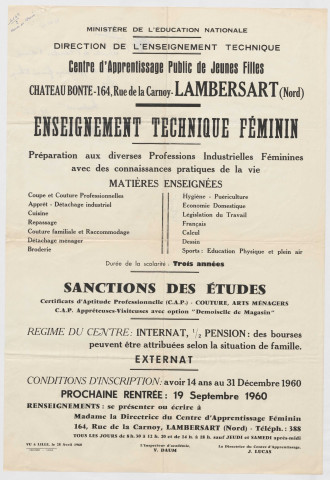 MINISTÈRE DE L'ÉDUCATION NATIONALE
DIRECTION DE L'ENSEIGNEMENT TECHNIQUE
Centre d'Apprentissage Public de Jeunes Filles
CHATEAU BONTE-164, Rue de la Carnoy-LAMBERSART (Nord)
ENSEIGNEMENT TECHNIQUE FÉMININ
Préparation aux diverses Professions Industrielles Féminines
avec des connaissances pratiques de la vie
MATIÈRES ENSEIGNÉES
Coupe et Couture Professionnelles
Apprêt - Détachage industriel
Cuisine
Repassage
Couture familiale et Raccommodage
Détachage ménager
Broderie
Hygiène - Puériculture
Economie Domestique
Législation du Travail
Français
Calcul
Dessin
Sports : Education Physique et plein air
Durée de la scolarité : Trois années
SANCTIONS DES ÉTUDES
Certificats d'Aptitude Professionnelle (C.A.P.) - COUTURE, ARTS MÉNAGERS
C.A.P. Apprêteuses-Visiteuses avec option "Demoiselle de Magasin"
REGIME DU CENTRE : INTERNAT, 1/2 PENSION : des bourses
peuvent être attribuées selon la situation de famille.
EXTERNAT
CONDITIONS D'INSCRIPTION : avoir 14 ans au 31 Décembre 1960
PROCHAINE RENTRÉE : 19 Septembre 1960
RENSEIGNEMENTS : se présenter ou écrire à
Madame la Directrice du Centre d'Apprentissage Féminin
164, Rue de la Carnoy, LAMBERSART (Nord) - Téléph. : 388
TOUS LES JOURS de 8 h. 30 à 12 h. 30 et de 14 h. à 18 h. sauf JEUDI et SAMEDI après-midi
VU à LILLE, le 25 Avril 1960
L'Inspecteur d'académie,
V. DAUM
La Directrice du Centre d'Apprentissage,
J. LUCAS